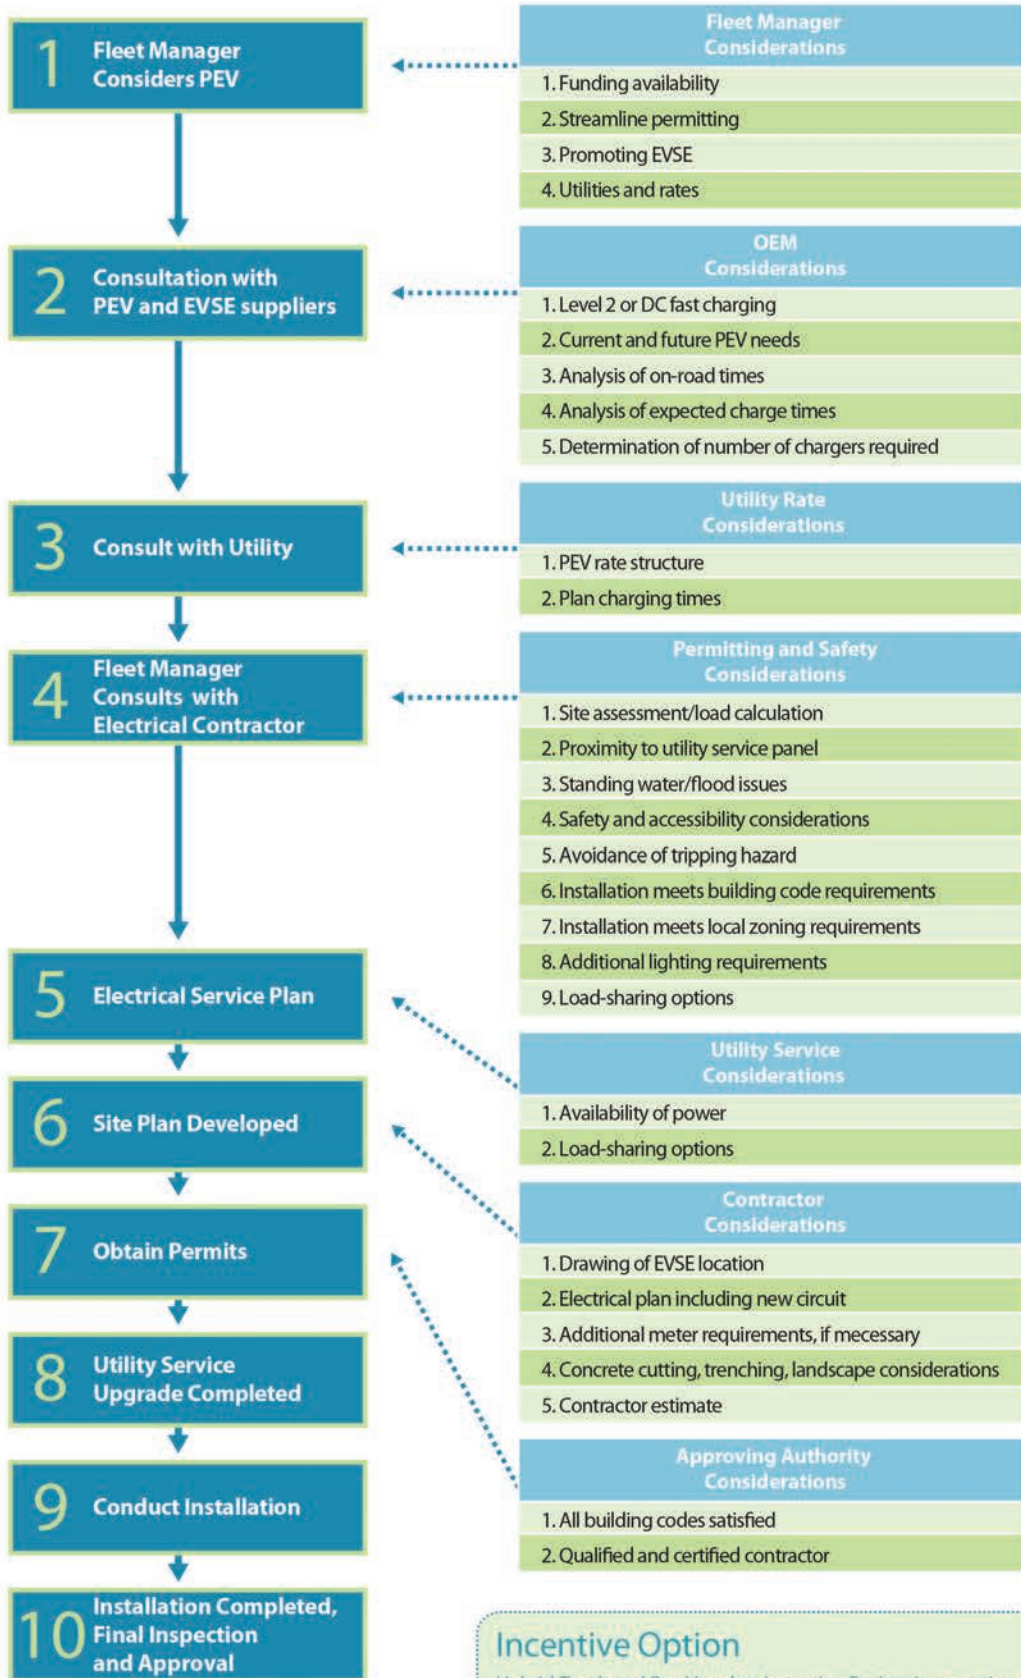 1
Fleet Manager
Considers PEV
Fleet Manager
Considerations
1. Funding availability
2. Streamline permitting
3. Promoting EVSE
4. Utilities and rates
2
Consultation with
PEV and EVSE suppliers
OEM
Considerations
1. Level 2 or DC fast charging
2. Current and future PEV needs
3. Analysis of on-road times
4. Analysis of expected charge times
5. Determination of number of chargers required
3
Consult with Utility
Utility Rate
Considerations
1. PEV rate structure
2. Plan charging times
4
Fleet Manager
Consults with
Electrical Contractor
Permitting and Safety
Considerations
1. Site assessment/load calculation
2. Proximity to utility service panel
3. Standing water/flood issues
4. Safety and accessibility considerations
5. Avoidance of tripping hazard
6. Installation meets building code requirements
7. Installation meets local zoning requirements
8. Additional lighting requirements
9. Load-sharing options
5
Electrical Service Plan
Utility Service
Considerations
1. Availability of power
2. Load-sharing options
6
Site Plan Developed
Contractor
Considerations
1. Drawing of EVSE location
2. Electrical plan including new circuit
3. Additional meter requirements, if mecessary
4. Concrete cutting, trenching, landscape considerations
5. Contractor estimate
7
Obtain Permits
Approving Authority
Considerations
1. All building codes satisfied
2. Qualified and certified contractor
8
Utility Service
Upgrade Completed
9
Conduct Installation
10
Installation Completed,
Final Inspection
and Approval
Incentive Option